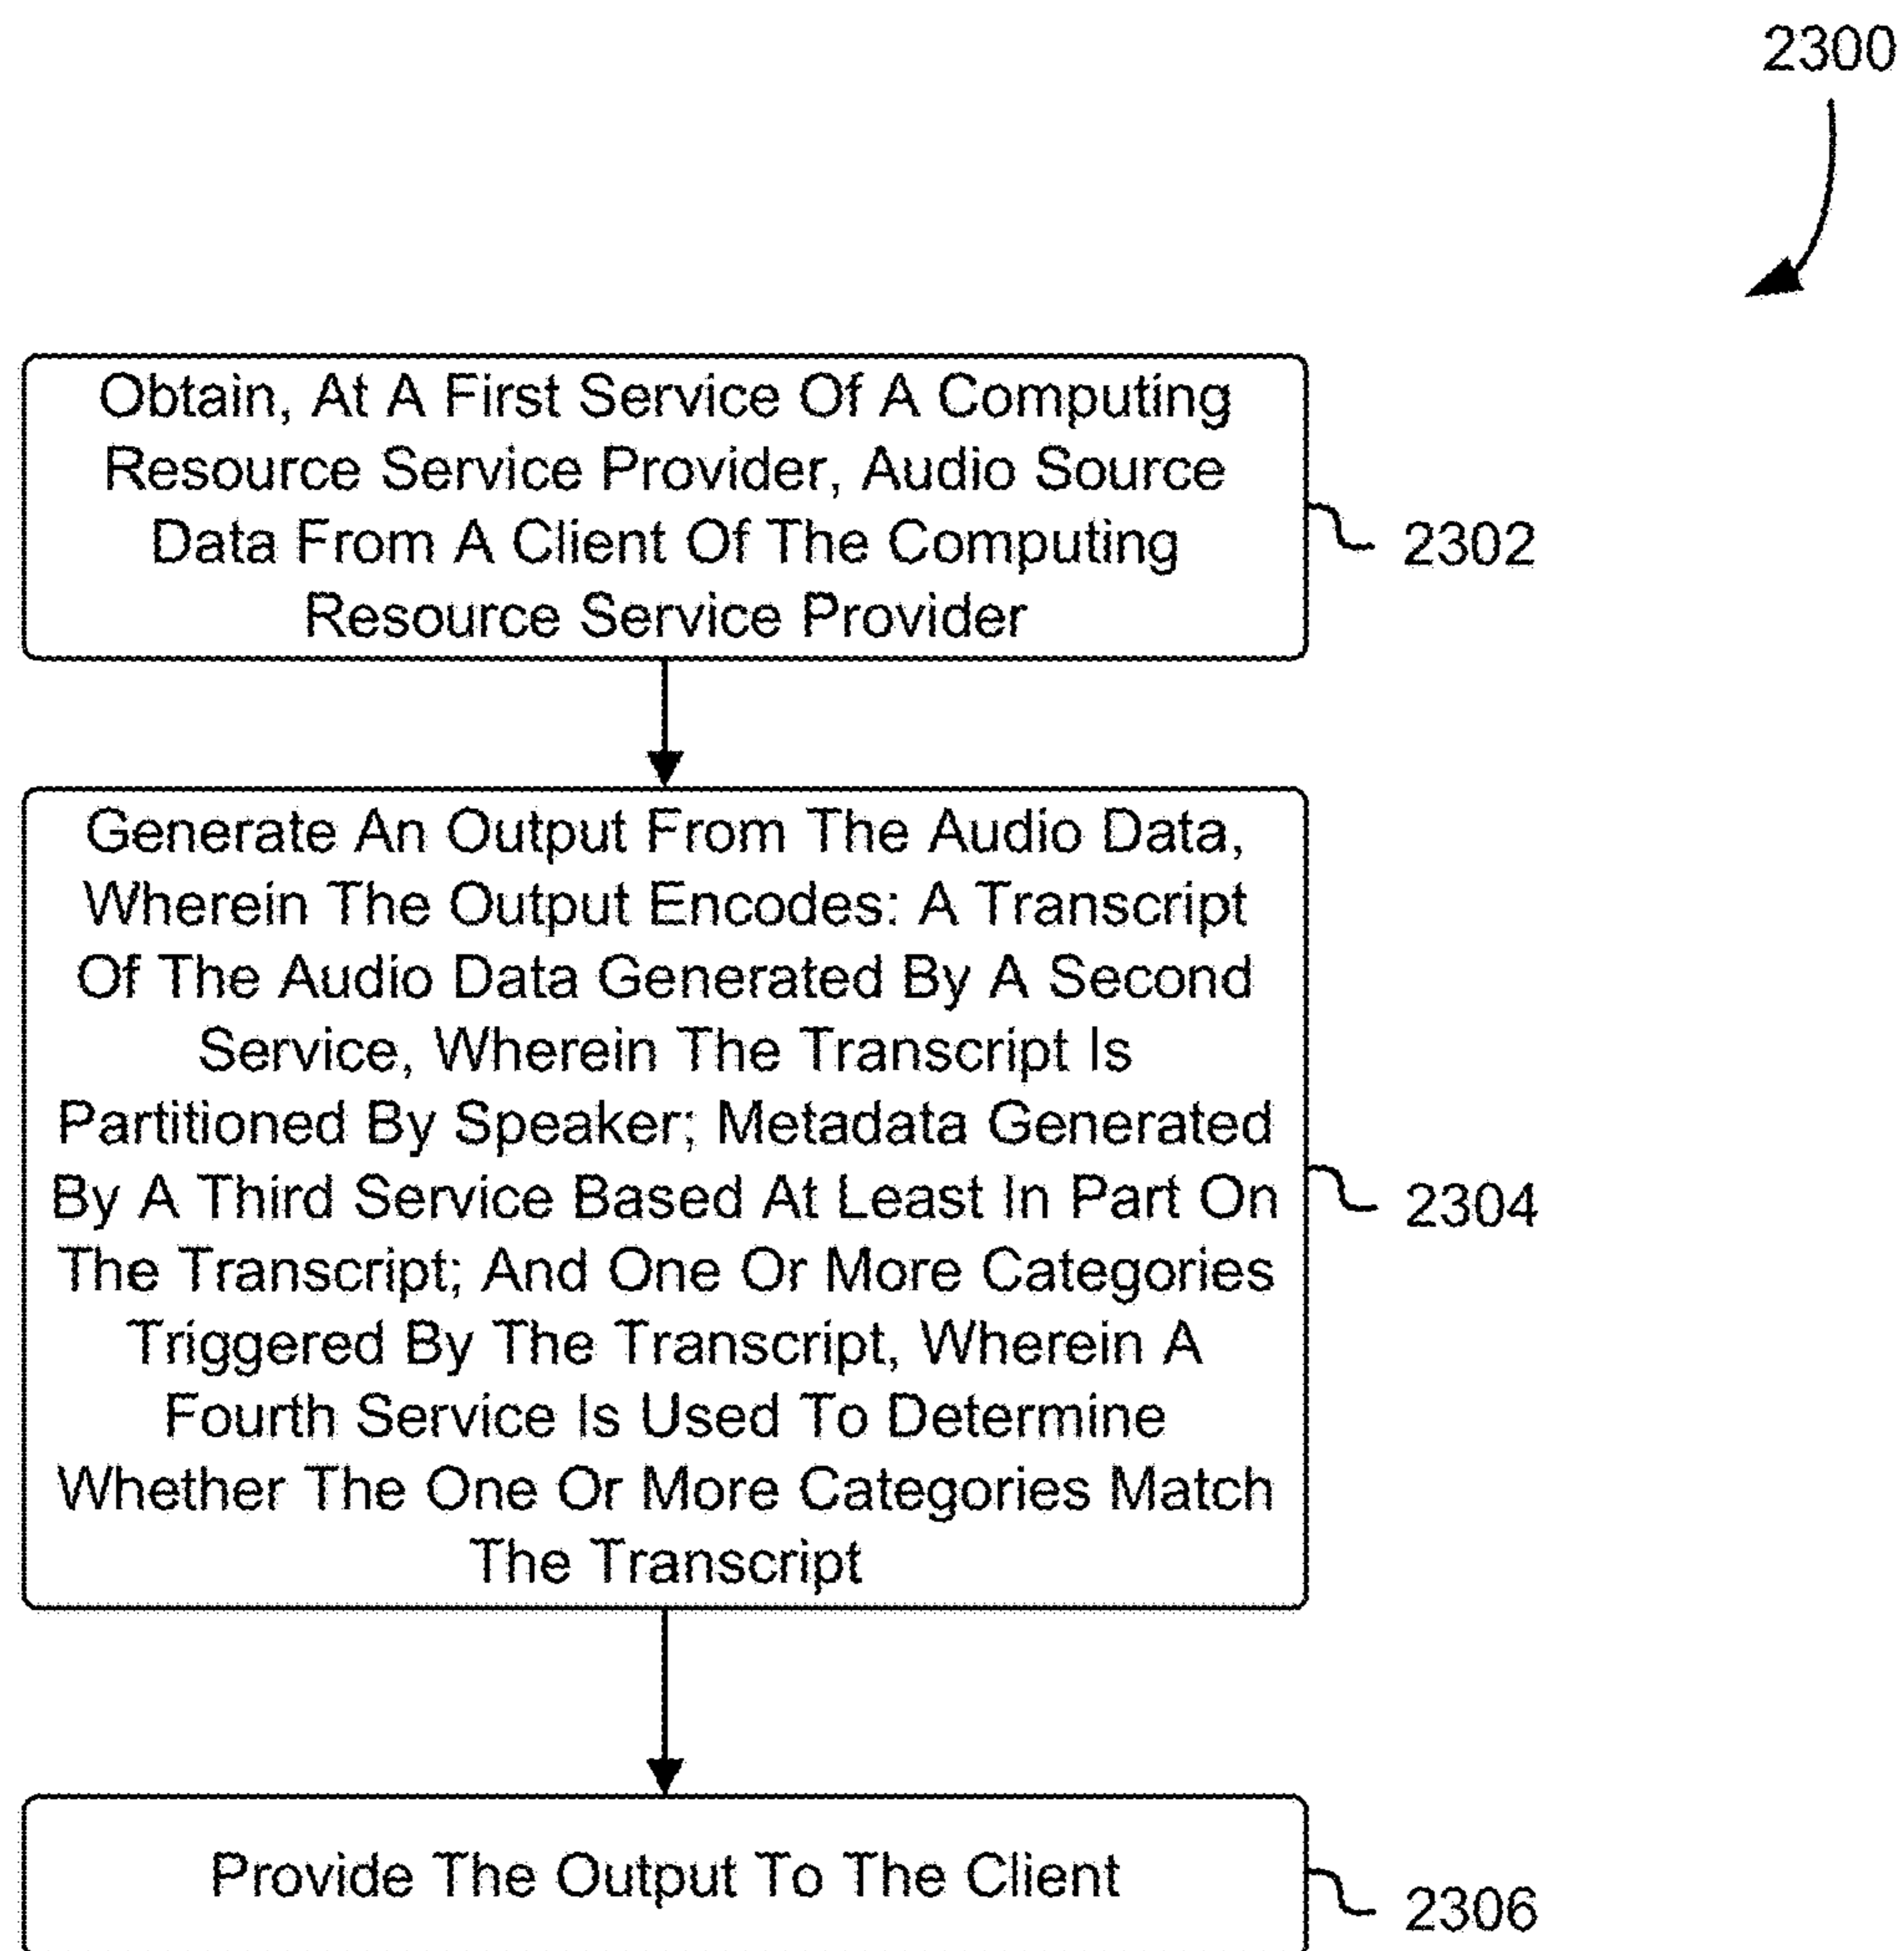 2300
Obtain, At A First Service Of A Computing
Resource Service Provider, Audio Source
Data From A Client Of The Computing
Resource Service Provider
2302
Generate An Output From The Audio Data,
Wherein The Output Encodes: A Transcript
Of The Audio Data Generated By A Second
Service, Wherein The Transcript Is
Partitioned By Speaker; Metadata Generated
By A Third Service Based At Least In Part On
The Transcript; And One Or More Categories
Triggered By The Transcript, Wherein A
Fourth Service Is Used To Determine
Whether The One Or More Categories Match
The Transcript
2304
Provide The Output To The Client
2306